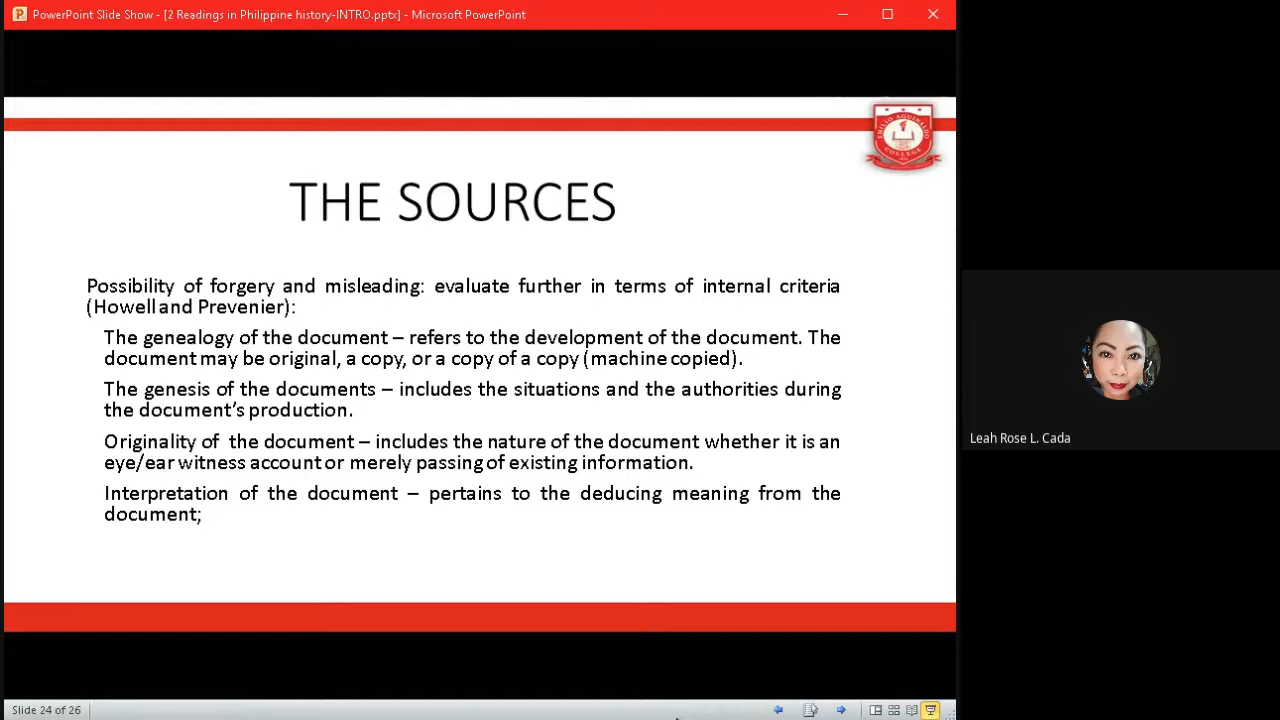 PowerPoint Slide Show - [2 Readings in Philippine history-INTRO.pptx] - Microsoft PowerPoint
EMILIO AGUINALDO
COLLEGE
THE SOURCES
Possibility of forgery and misleading: evaluate further in terms of internal criteria
(Howell and Prevenier):
The genealogy of the document – refers to the development of the document. The
document may be original, a copy, or a copy of a copy (machine copied).
The genesis of the documents – includes the situations and the authorities during
the document's production.
Originality of the document – includes the nature of the document whether it is an
eye/ear witness account or merely passing of existing information.
Interpretation of the document – pertains to the deducing meaning from the
document;
Leah Rose L. Cada
Slide 24 of 26